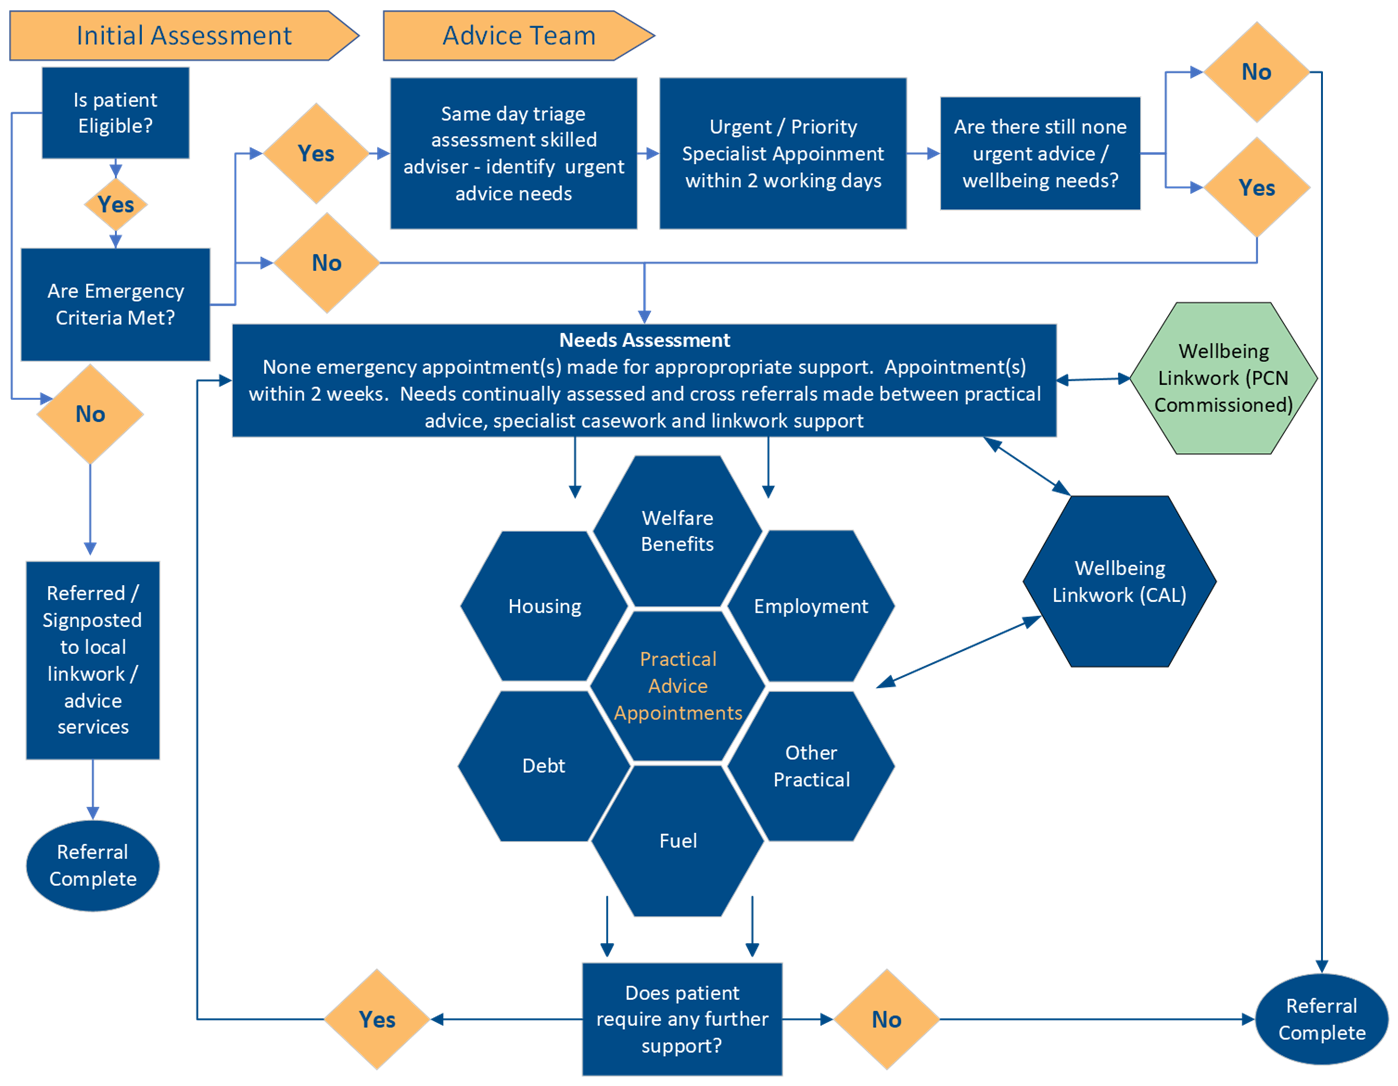 Initial Assessment
Advice Team
Is patient
Eligible?
Yes
Are Emergency
Criteria Met?
No
Referred /
Signposted
to local
linkwork /
advice
services
Referral
Complete
Yes
No
Same day triage
assessment skilled
adviser - identify  urgent
advice needs
Urgent / Priority
Specialist Appoinment
within 2 working days
Are there still none
urgent advice /
wellbeing needs?
No
Yes
Needs Assessment
None emergency appointment(s) made for appropropriate support.  Appointment(s)
within 2 weeks.  Needs continually assessed and cross referrals made between practical
advice, specialist casework and linkwork support
Wellbeing
Linkwork (PCN
Commissioned)
Wellbeing
Linkwork (CAL)
Welfare
Benefits
Housing
Employment
Practical
Advice
Appointments
Debt
Other
Practical
Fuel
Does patient
require any further
support?
Yes
No
Referral
Complete